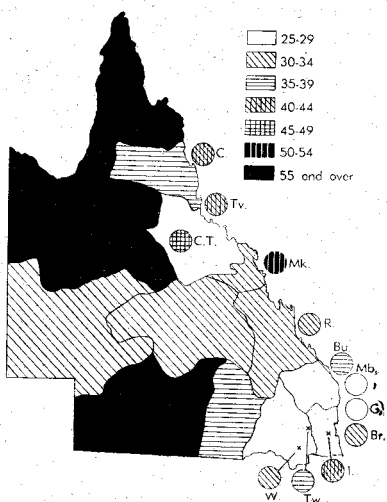 25-29
30-34
35-39
40-44
45-49
50-54
55 and over
C.
Tv.
C.T.
Mk.
R.
Bu.
Mb.
G.
Br.
I.
W.
Tw.